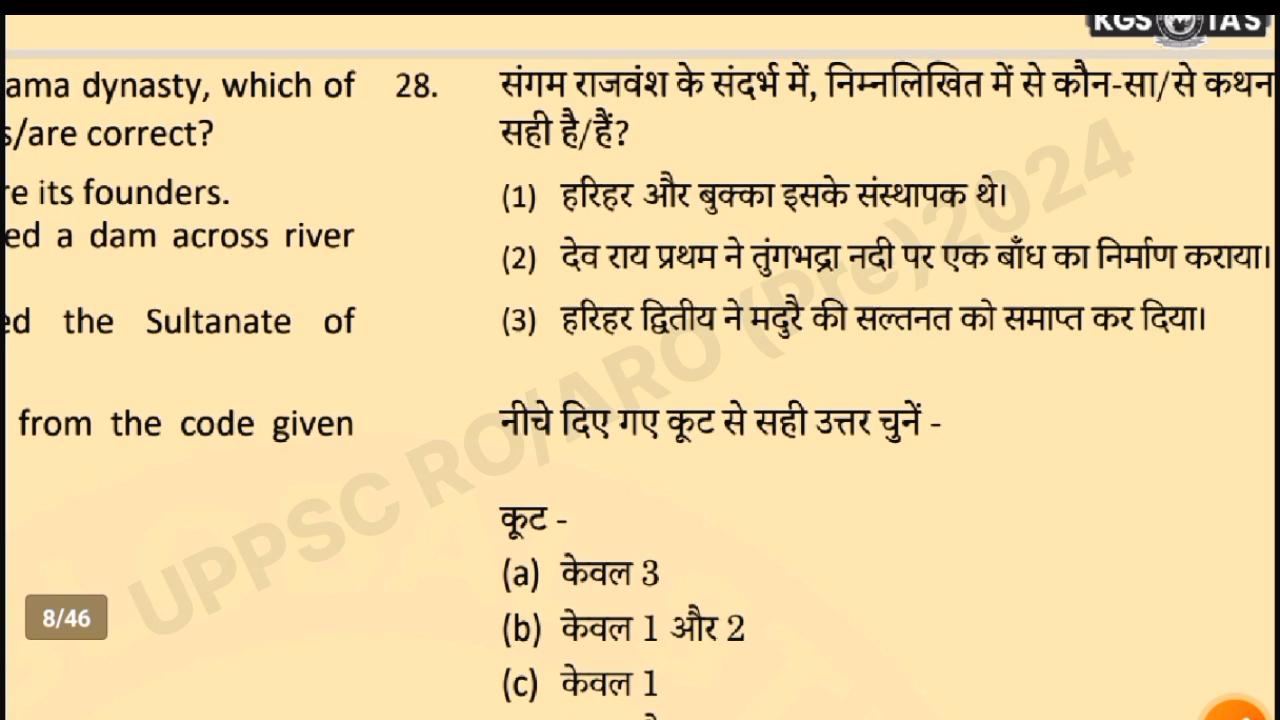 KGS IAS
ama dynasty, which of
s/are correct?
re its founders.
ed a dam across river
ed the Sultanate of
from the code given
28. संगम राजवंश के संदर्भ में, निम्नलिखित में से कौन-सा/से कथन
सही है/हैं?
(1) हरिहर और बुक्का इसके संस्थापक थे।
(2) देव राय प्रथम ने तुंगभद्रा नदी पर एक बाँध का निर्माण कराया।
(3) हरिहर द्वितीय ने मदुरै की सल्तनत को समाप्त कर दिया।
नीचे दिए गए कूट से सही उत्तर चुनें -
कूट -
(a) केवल 3
(b) केवल 1 और 2
(c) केवल 1
UPPSC RO/ARO (Pre) 2024
8/46